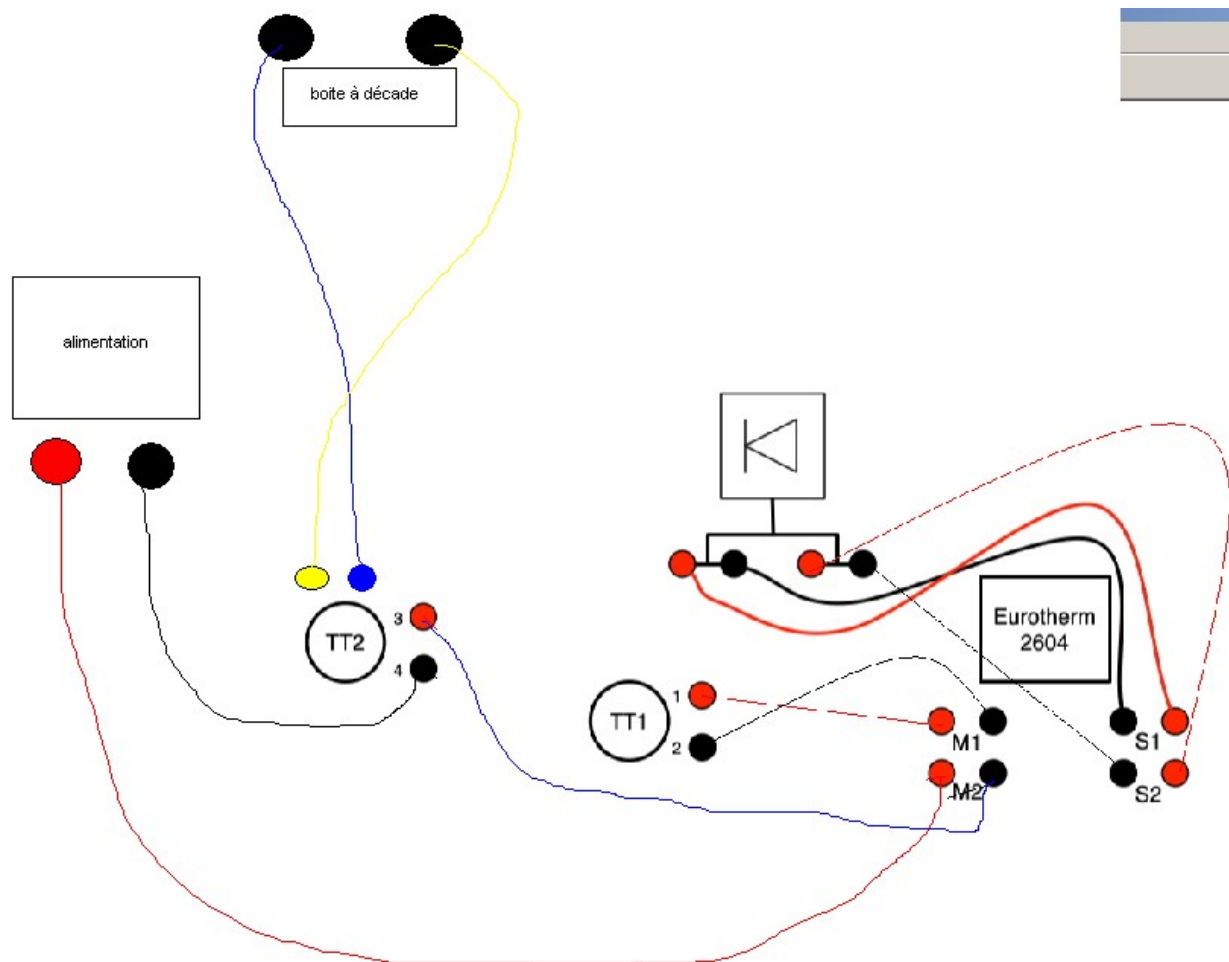 boite à décade
alimentation
3
TT2
4
Eurotherm
2604
1
TT1
2
M1
S1
M2
S2